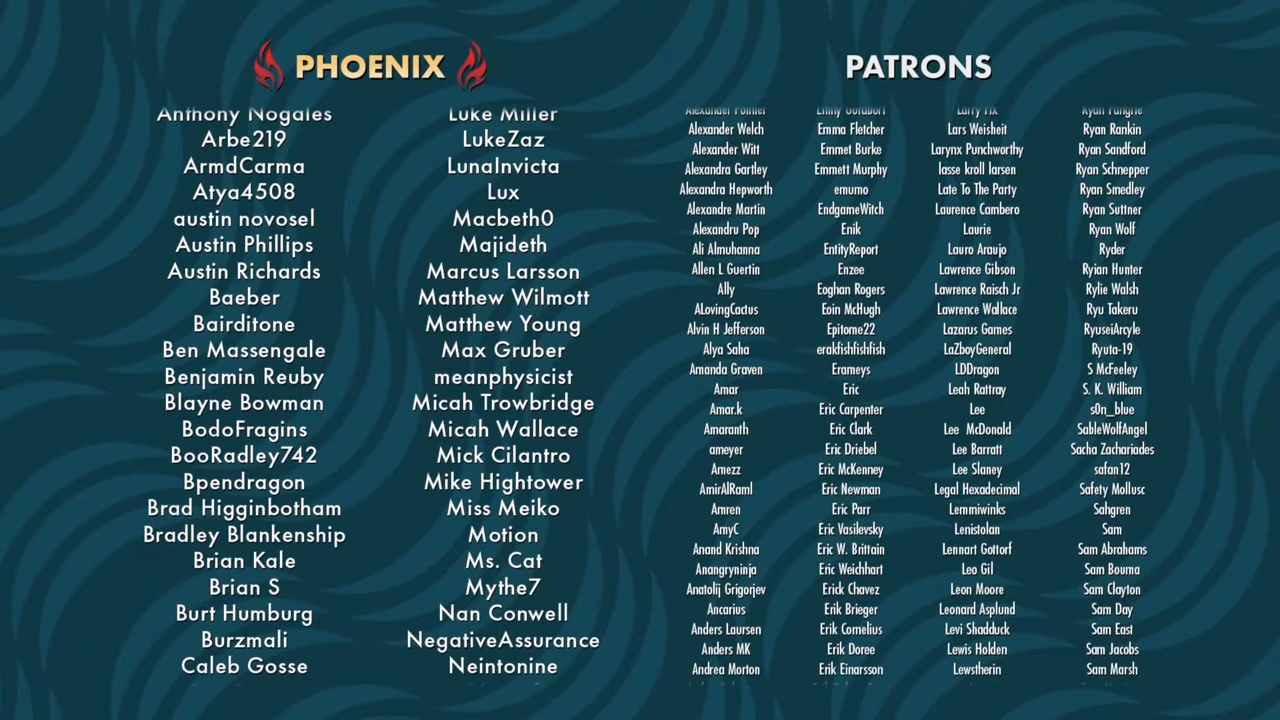 PHOENIX
Anthony Nogales
Arbe219
ArmdCarma
Atya4508
austin novosel
Austin Phillips
Austin Richards
Baeber
Bairditone
Ben Massengale
Benjamin Reuby
Blayne Bowman
BodoFragins
BooRadley742
Bpendragon
Brad Higginbotham
Bradley Blankenship
Brian Kale
Brian S
Burt Humburg
Burzmali
Caleb Gosse
Luke Miller
LukeZaz
LunaInvicta
Lux
Macbeth0
Majideth
Marcus Larsson
Matthew Wilmott
Matthew Young
Max Gruber
meanphysicist
Micah Trowbridge
Micah Wallace
Mick Cilantro
Mike Hightower
Miss Meiko
Motion
Ms. Cat
Mythe7
Nan Conwell
NegativeAssurance
Neintonine
PATRONS
Alexander
Alexander Welch
Alexander Witt
Alexandra Gartley
Alexandra Hepworth
Alexandre Martin
Alexandru Pop
Ali Almuhanna
Allen L Guertin
Ally
ALovingCactus
Alvin H Jefferson
Alya Saha
Amanda Graven
Amar
Amar.k
Amaranth
ameyer
Amezz
AmirAlRaml
Amren
AmyC
Anand Krishna
Anangryninja
Anatolij Grigorjev
Ancarius
Anders Laursen
Anders MK
Andrea Morton
Emma Fletcher
Emmet Burke
Emmett Murphy
emumo
EndgameWitch
Enik
EntityReport
Enzee
Eoghan Rogers
Eoin McHugh
Epitome22
erakfishfishfish
Erameys
Eric
Eric Carpenter
Eric Clark
Eric Driebel
Eric McKenney
Eric Newman
Eric Parr
Eric Vasilevsky
Eric W. Brittain
Eric Weichhart
Erick Chavez
Erik Brieger
Erik Cornelius
Erik Doree
Erik Einarsson
Larry Fix
Lars Weisheit
Larynx Punchworthy
lasse kroll larsen
Late To The Party
Laurence Cambero
Laurie
Lauro Araujo
Lawrence Gibson
Lawrence Raisch Jr
Lawrence Wallace
Lazarus Games
LaZboyGeneral
LDDragon
Leah Rattray
Lee
Lee McDonald
Lee Barratt
Lee Slaney
Legal Hexadecimal
Lemmiwinks
Lenistolan
Lennart Gottorf
Leo Gil
Leon Moore
Leonard Asplund
Levi Shadduck
Lewis Holden
Lewstherin
Ryan Pangrle
Ryan Rankin
Ryan Sandford
Ryan Schnepper
Ryan Smedley
Ryan Suttner
Ryan Wolf
Ryder
Ryian Hunter
Rylie Walsh
Ryu Takeru
RyuseiArcyle
Ryuta-19
S McFeeley
S. K. William
s0n_blue
SableWolfAngel
Sacha Zachariades
safan12
Safety Mollusc
Sahgren
Sam
Sam Abrahams
Sam Bouma
Sam Clayton
Sam Day
Sam East
Sam Jacobs
Sam Marsh